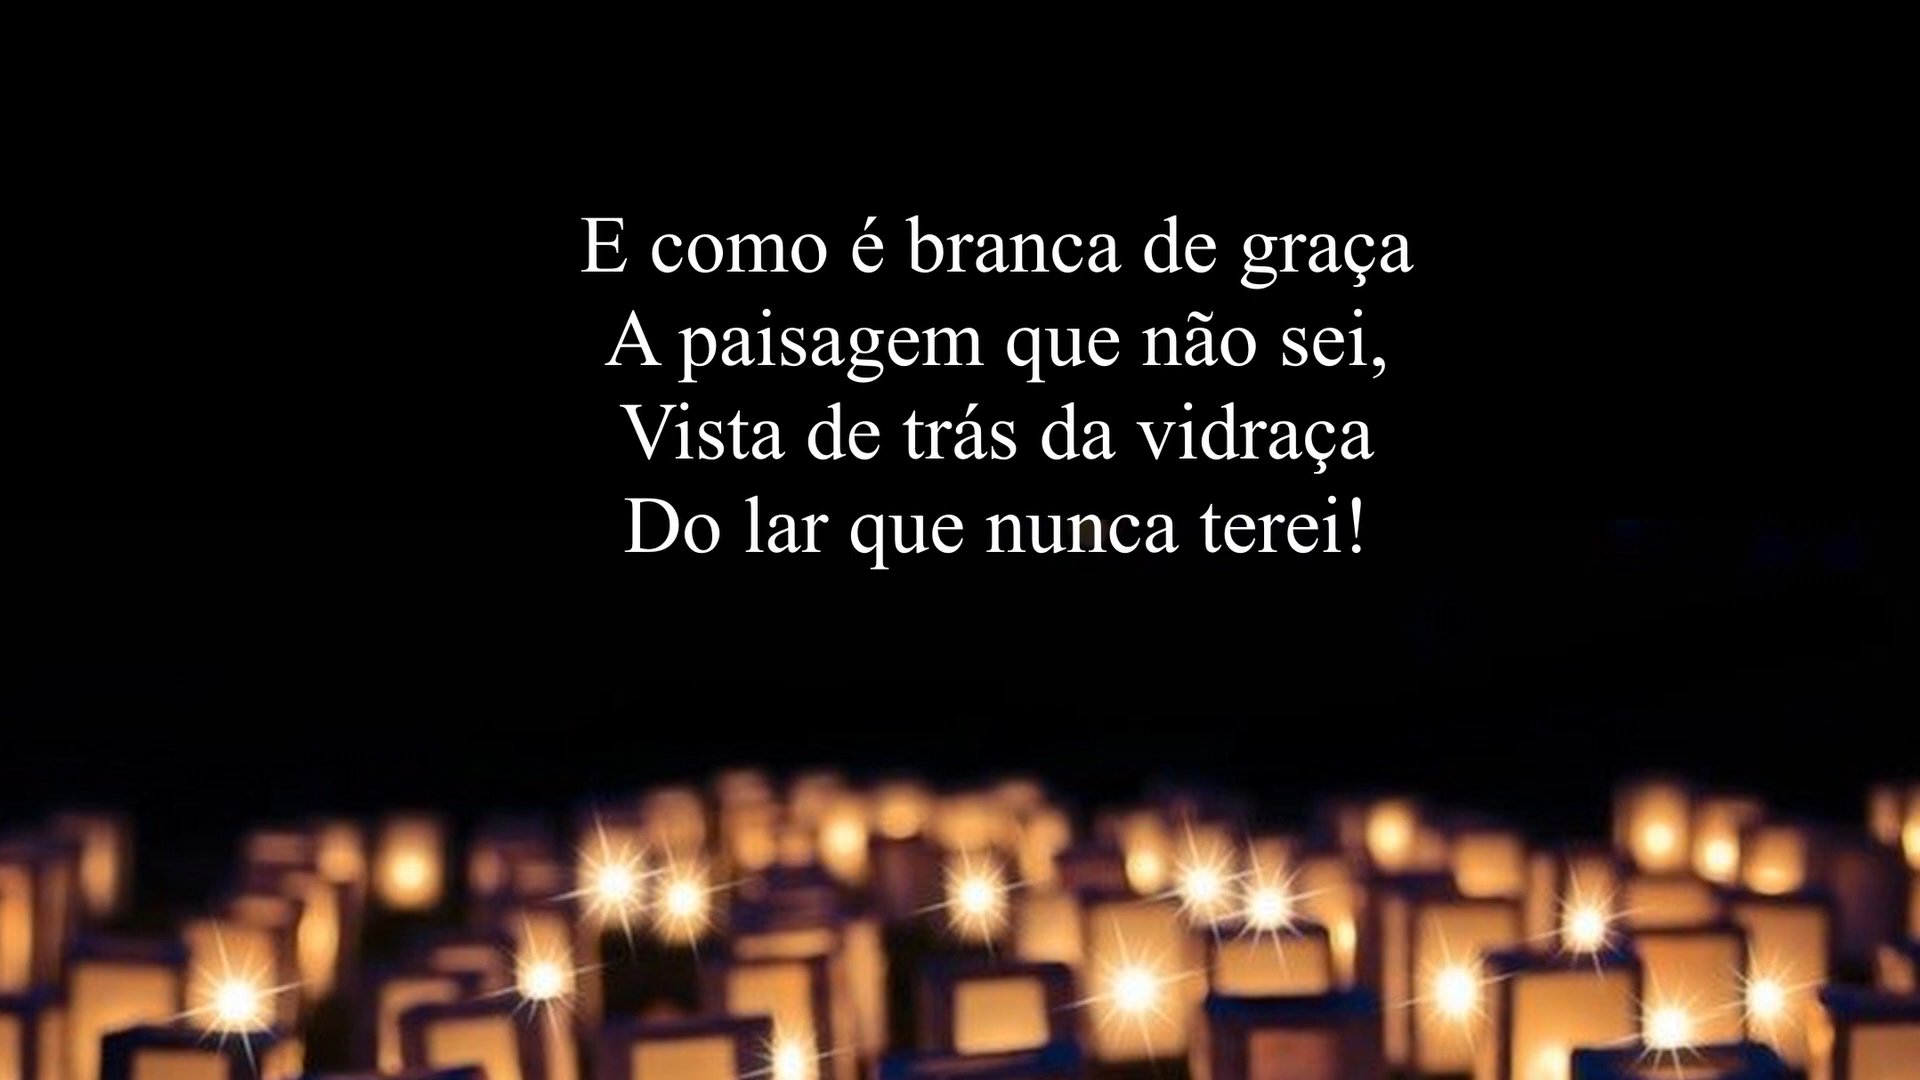 E como é branca de graça
A paisagem que não sei,
Vista de trás da vidraça
Do lar que nunca terei!